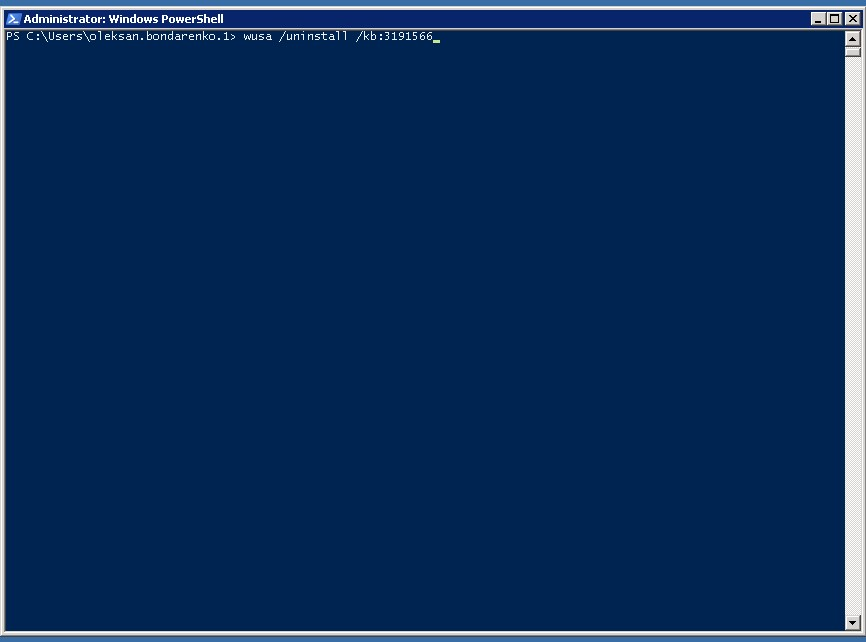 Administrator: Windows PowerShell
PS C:\Users\oleksan.bondarenko.1> wusa /uninstall /kb:3191566